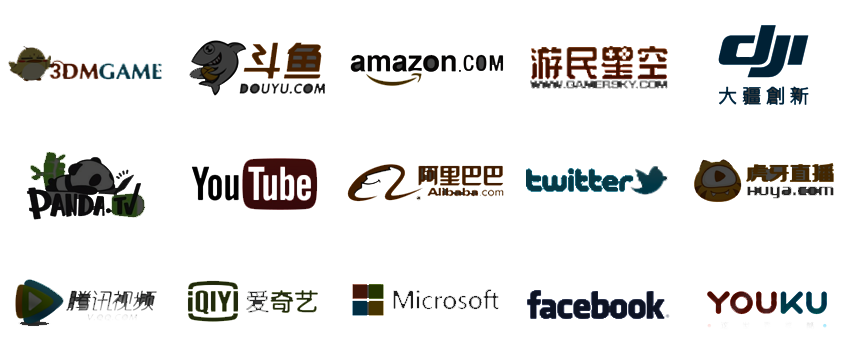 3DMGAME
斗鱼
DOUYU.COM
amazon.COM
游民星空
WWW.GAMERSKY.COM
dji
大疆創新
PANDA.TV
YouTube
阿里巴巴
Alibaba.com
twitter
虎牙直播
HUYA.com
腾讯视频
V.QQ.COM
iQIYI 爱奇艺
Microsoft
facebook
YOUKU